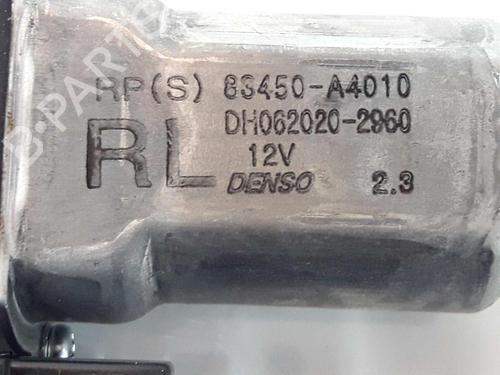 RP(S) 83450-A4010
RL DH062020-2960
12V
DENSO 2.3
B-PARTS